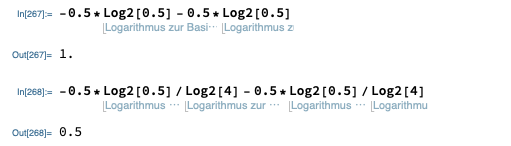 In[267]:= -0.5*Log2[0.5] - 0.5*Log2[0.5]
Logarithmus zur Basi··· Logarithmus z
Out[267]= 1.
In[268]:= -0.5*Log2[0.5] / Log2[4] - 0.5*Log2[0.5] / Log2[4]
Logarithmus ··· Logarithmus zur ··· Logarithmus ··· Logarithmu
Out[268]= 0.5